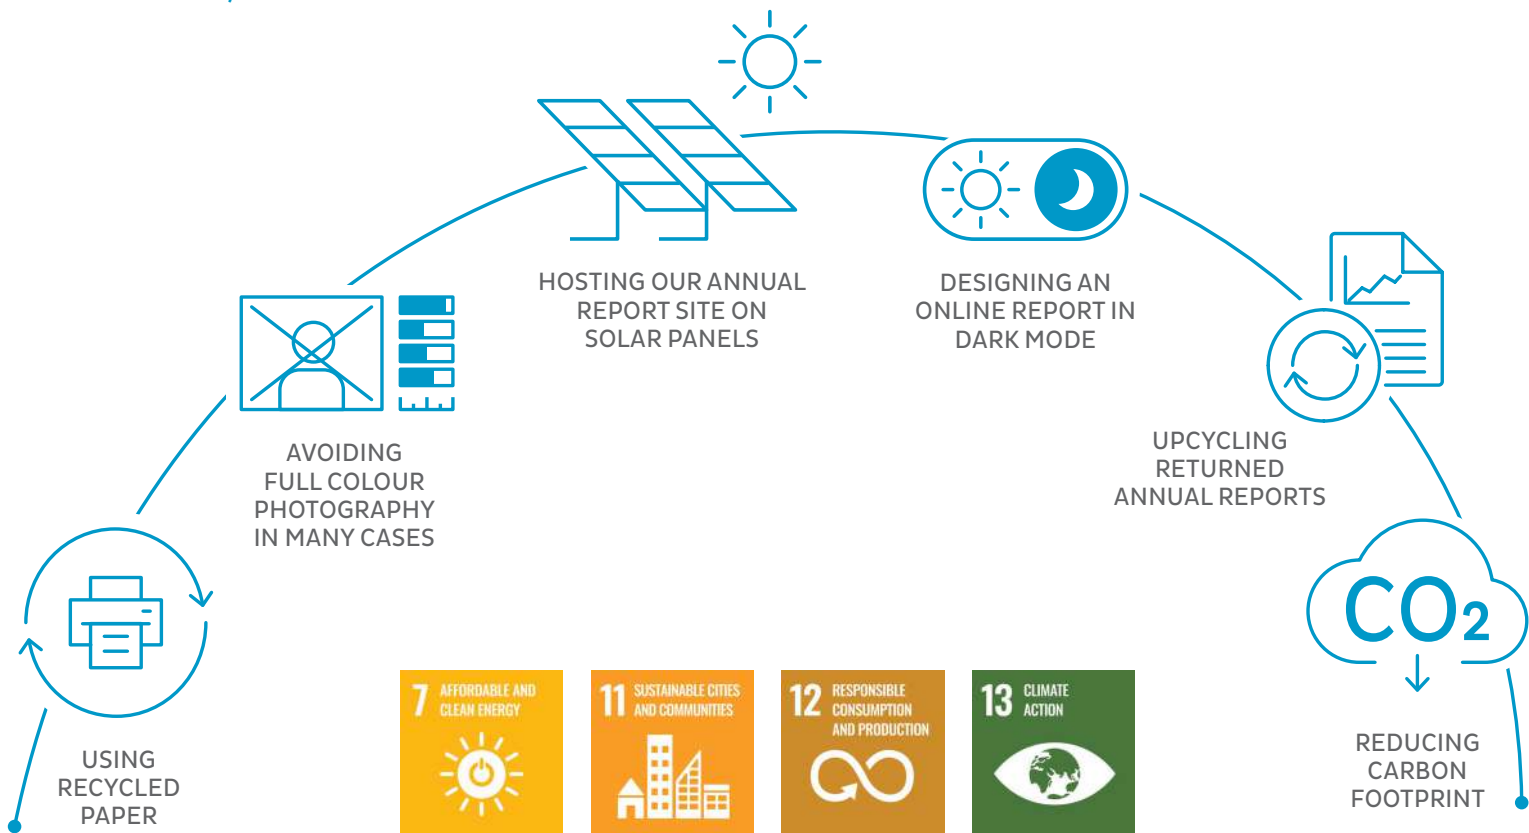 HOSTING OUR ANNUAL
REPORT SITE ON
SOLAR PANELS
DESIGNING AN
ONLINE REPORT IN
DARK MODE
AVOIDING
FULL COLOUR
PHOTOGRAPHY
IN MANY CASES
UPCYCLING
RETURNED
ANNUAL REPORTS
USING
RECYCLED
PAPER
CO2
REDUCING
CARBON
FOOTPRINT
7 AFFORDABLE AND
CLEAN ENERGY
11 SUSTAINABLE CITIES
AND COMMUNITIES
12 RESPONSIBLE
CONSUMPTION
AND PRODUCTION
13 CLIMATE
ACTION